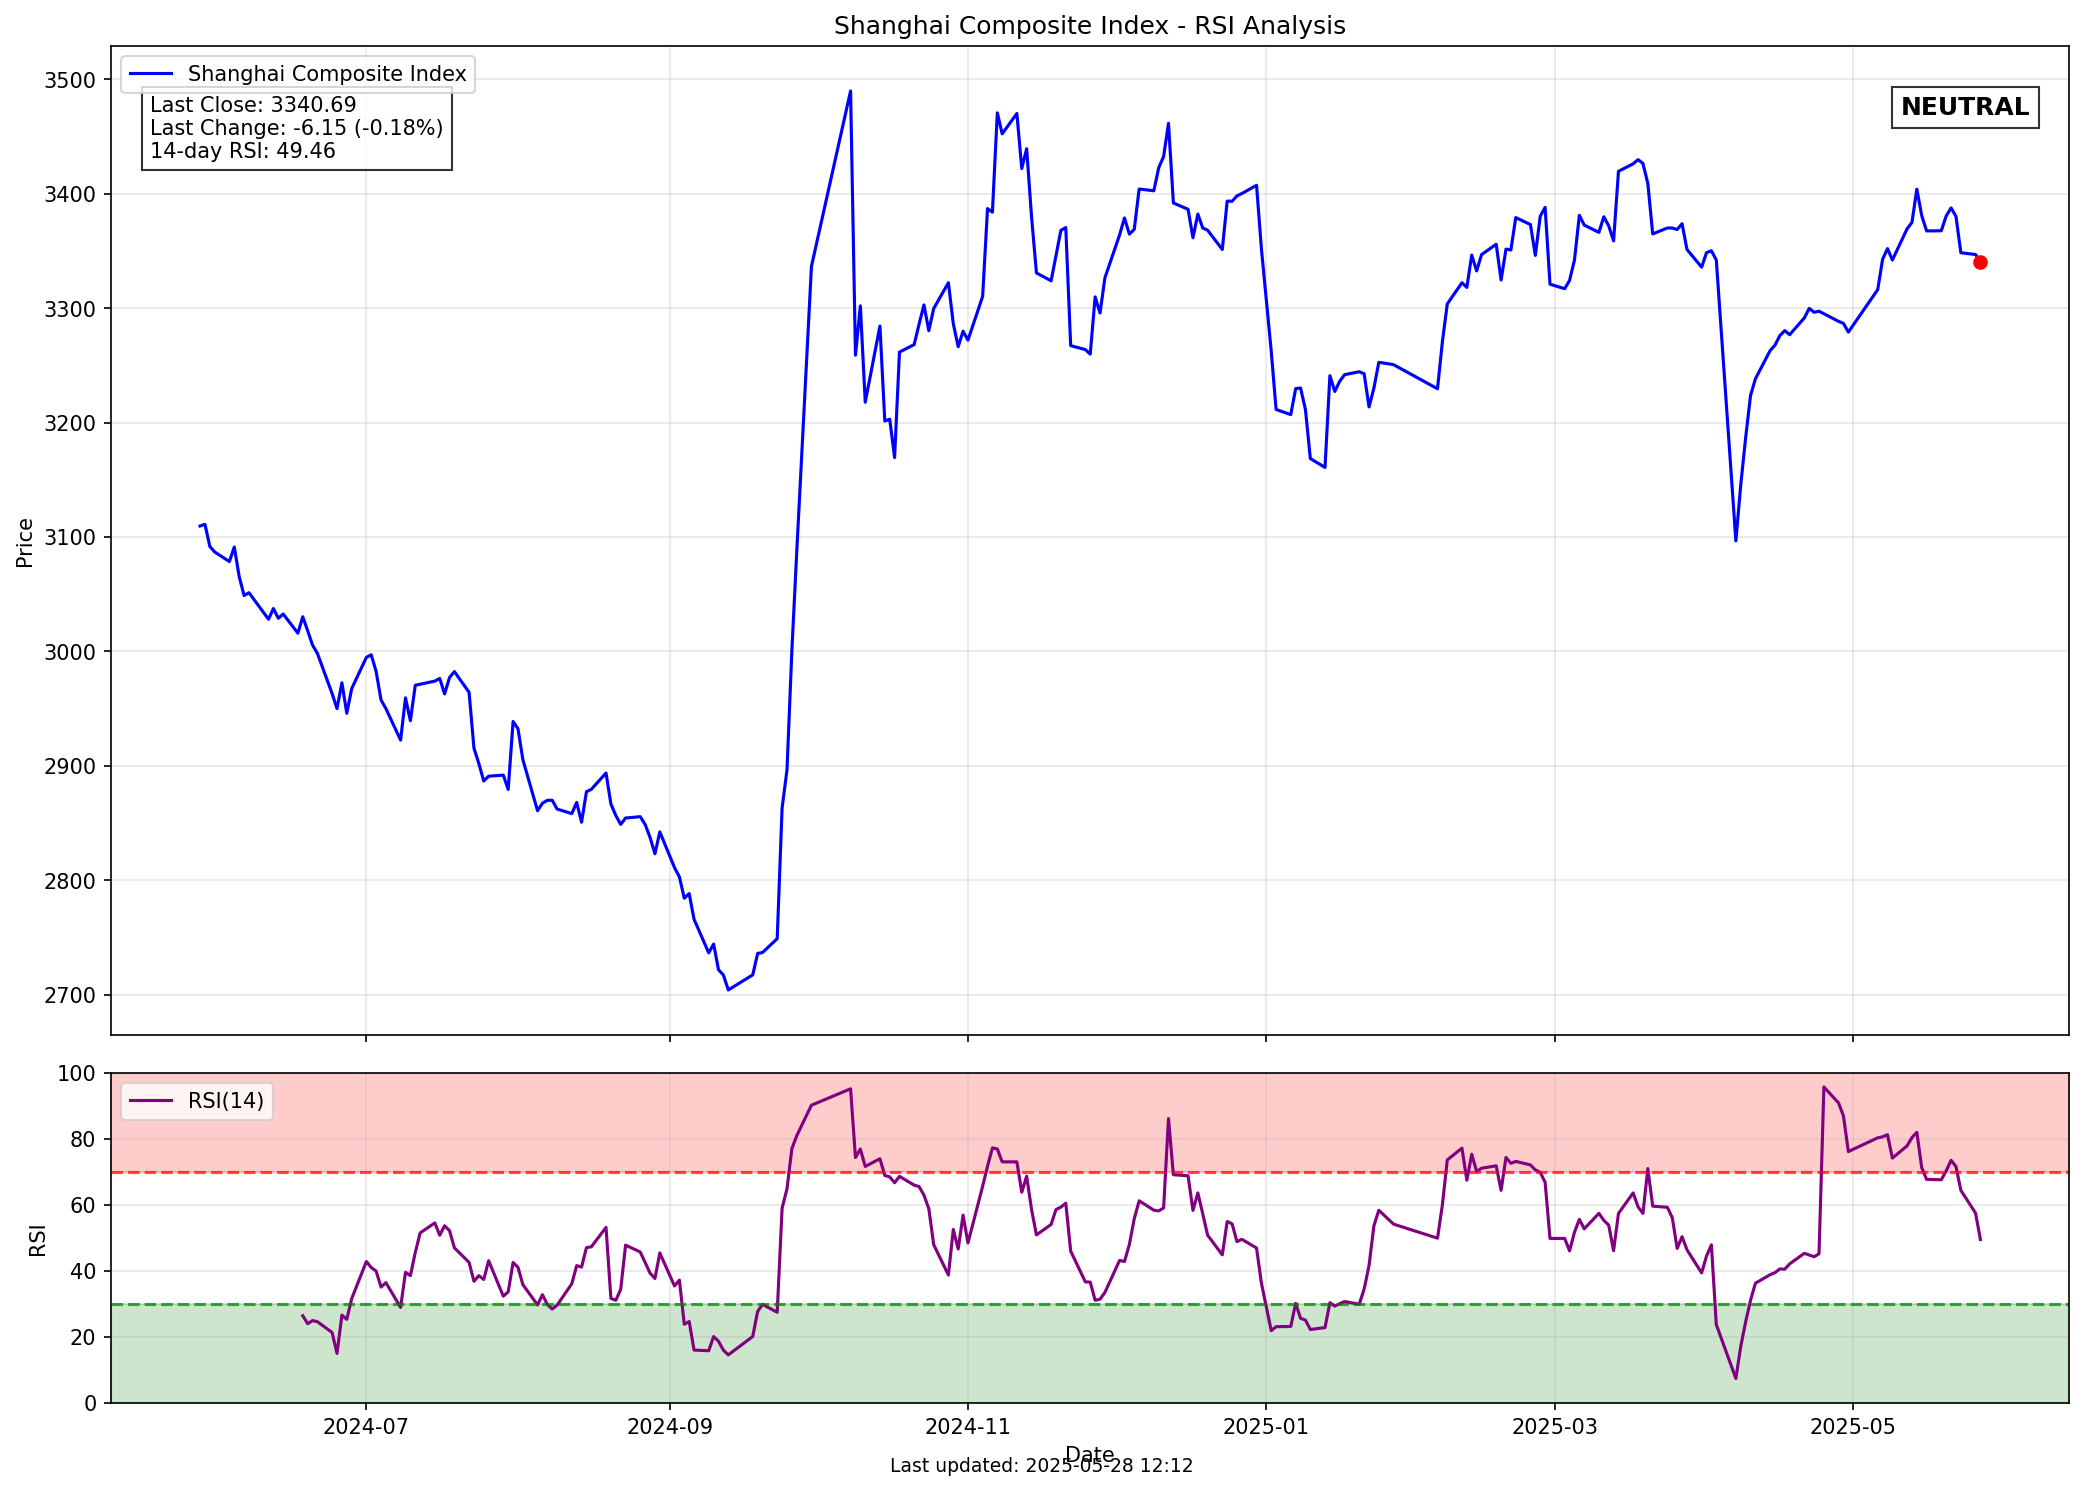 Shanghai Composite Index - RSI Analysis
Shanghai Composite Index
Last Close: 3340.69
Last Change: -6.15 (-0.18%)
14-day RSI: 49.46
NEUTRAL
Price
3500
3400
3300
3200
3100
3000
2900
2800
2700
RSI(14)
RSI
100
80
60
40
20
0
2024-07
2024-09
2024-11
2025-01
2025-03
2025-05
Date
Last updated: 2025-05-28 12:12